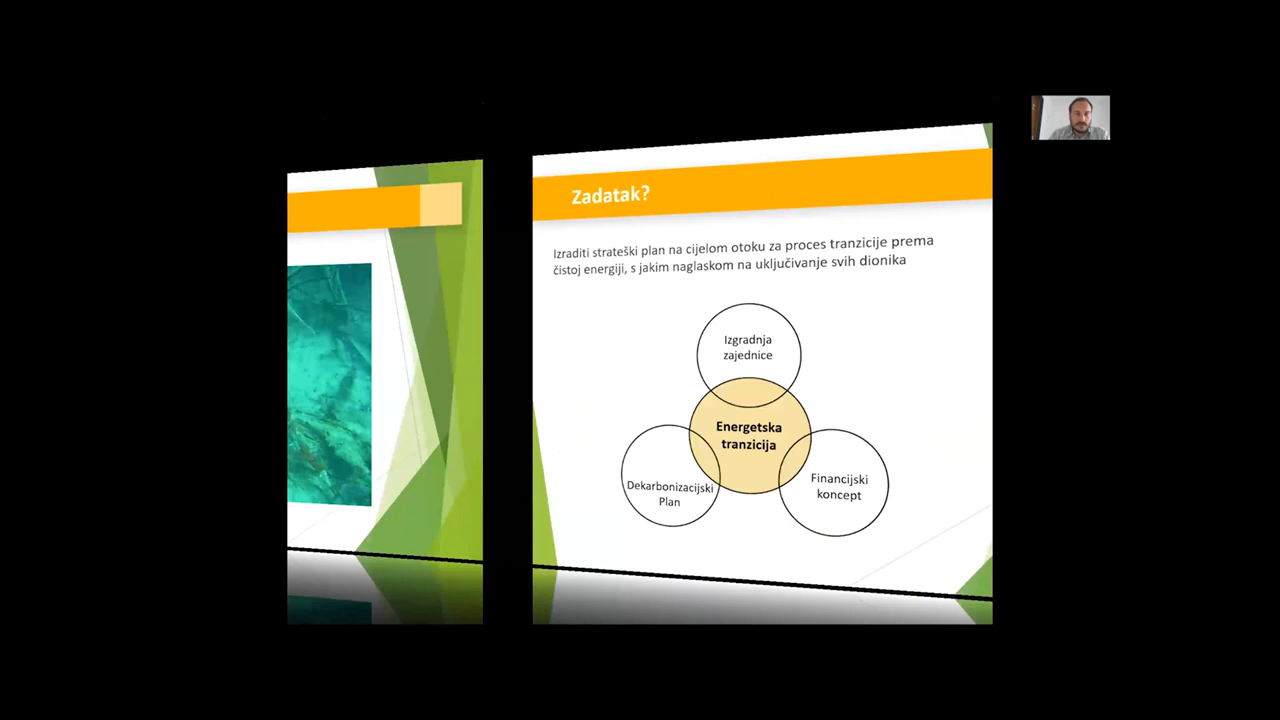 Zadatak?
Izraditi strateški plan na cijelom otoku za proces tranzicije prema
čistoj energiji, s jakim naglaskom na uključivanje svih dionika
Izgradnja
zajednice
Energetska
tranzicija
Dekarbonizacijski
Plan
Financijski
koncept